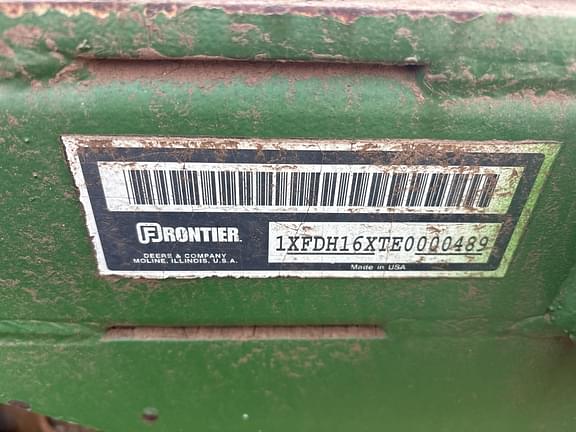 FRONTIER
DEERE & COMPANY
MOLINE, ILLINOIS, U.S.A.
1XFDH16XTE0000489
Made in USA